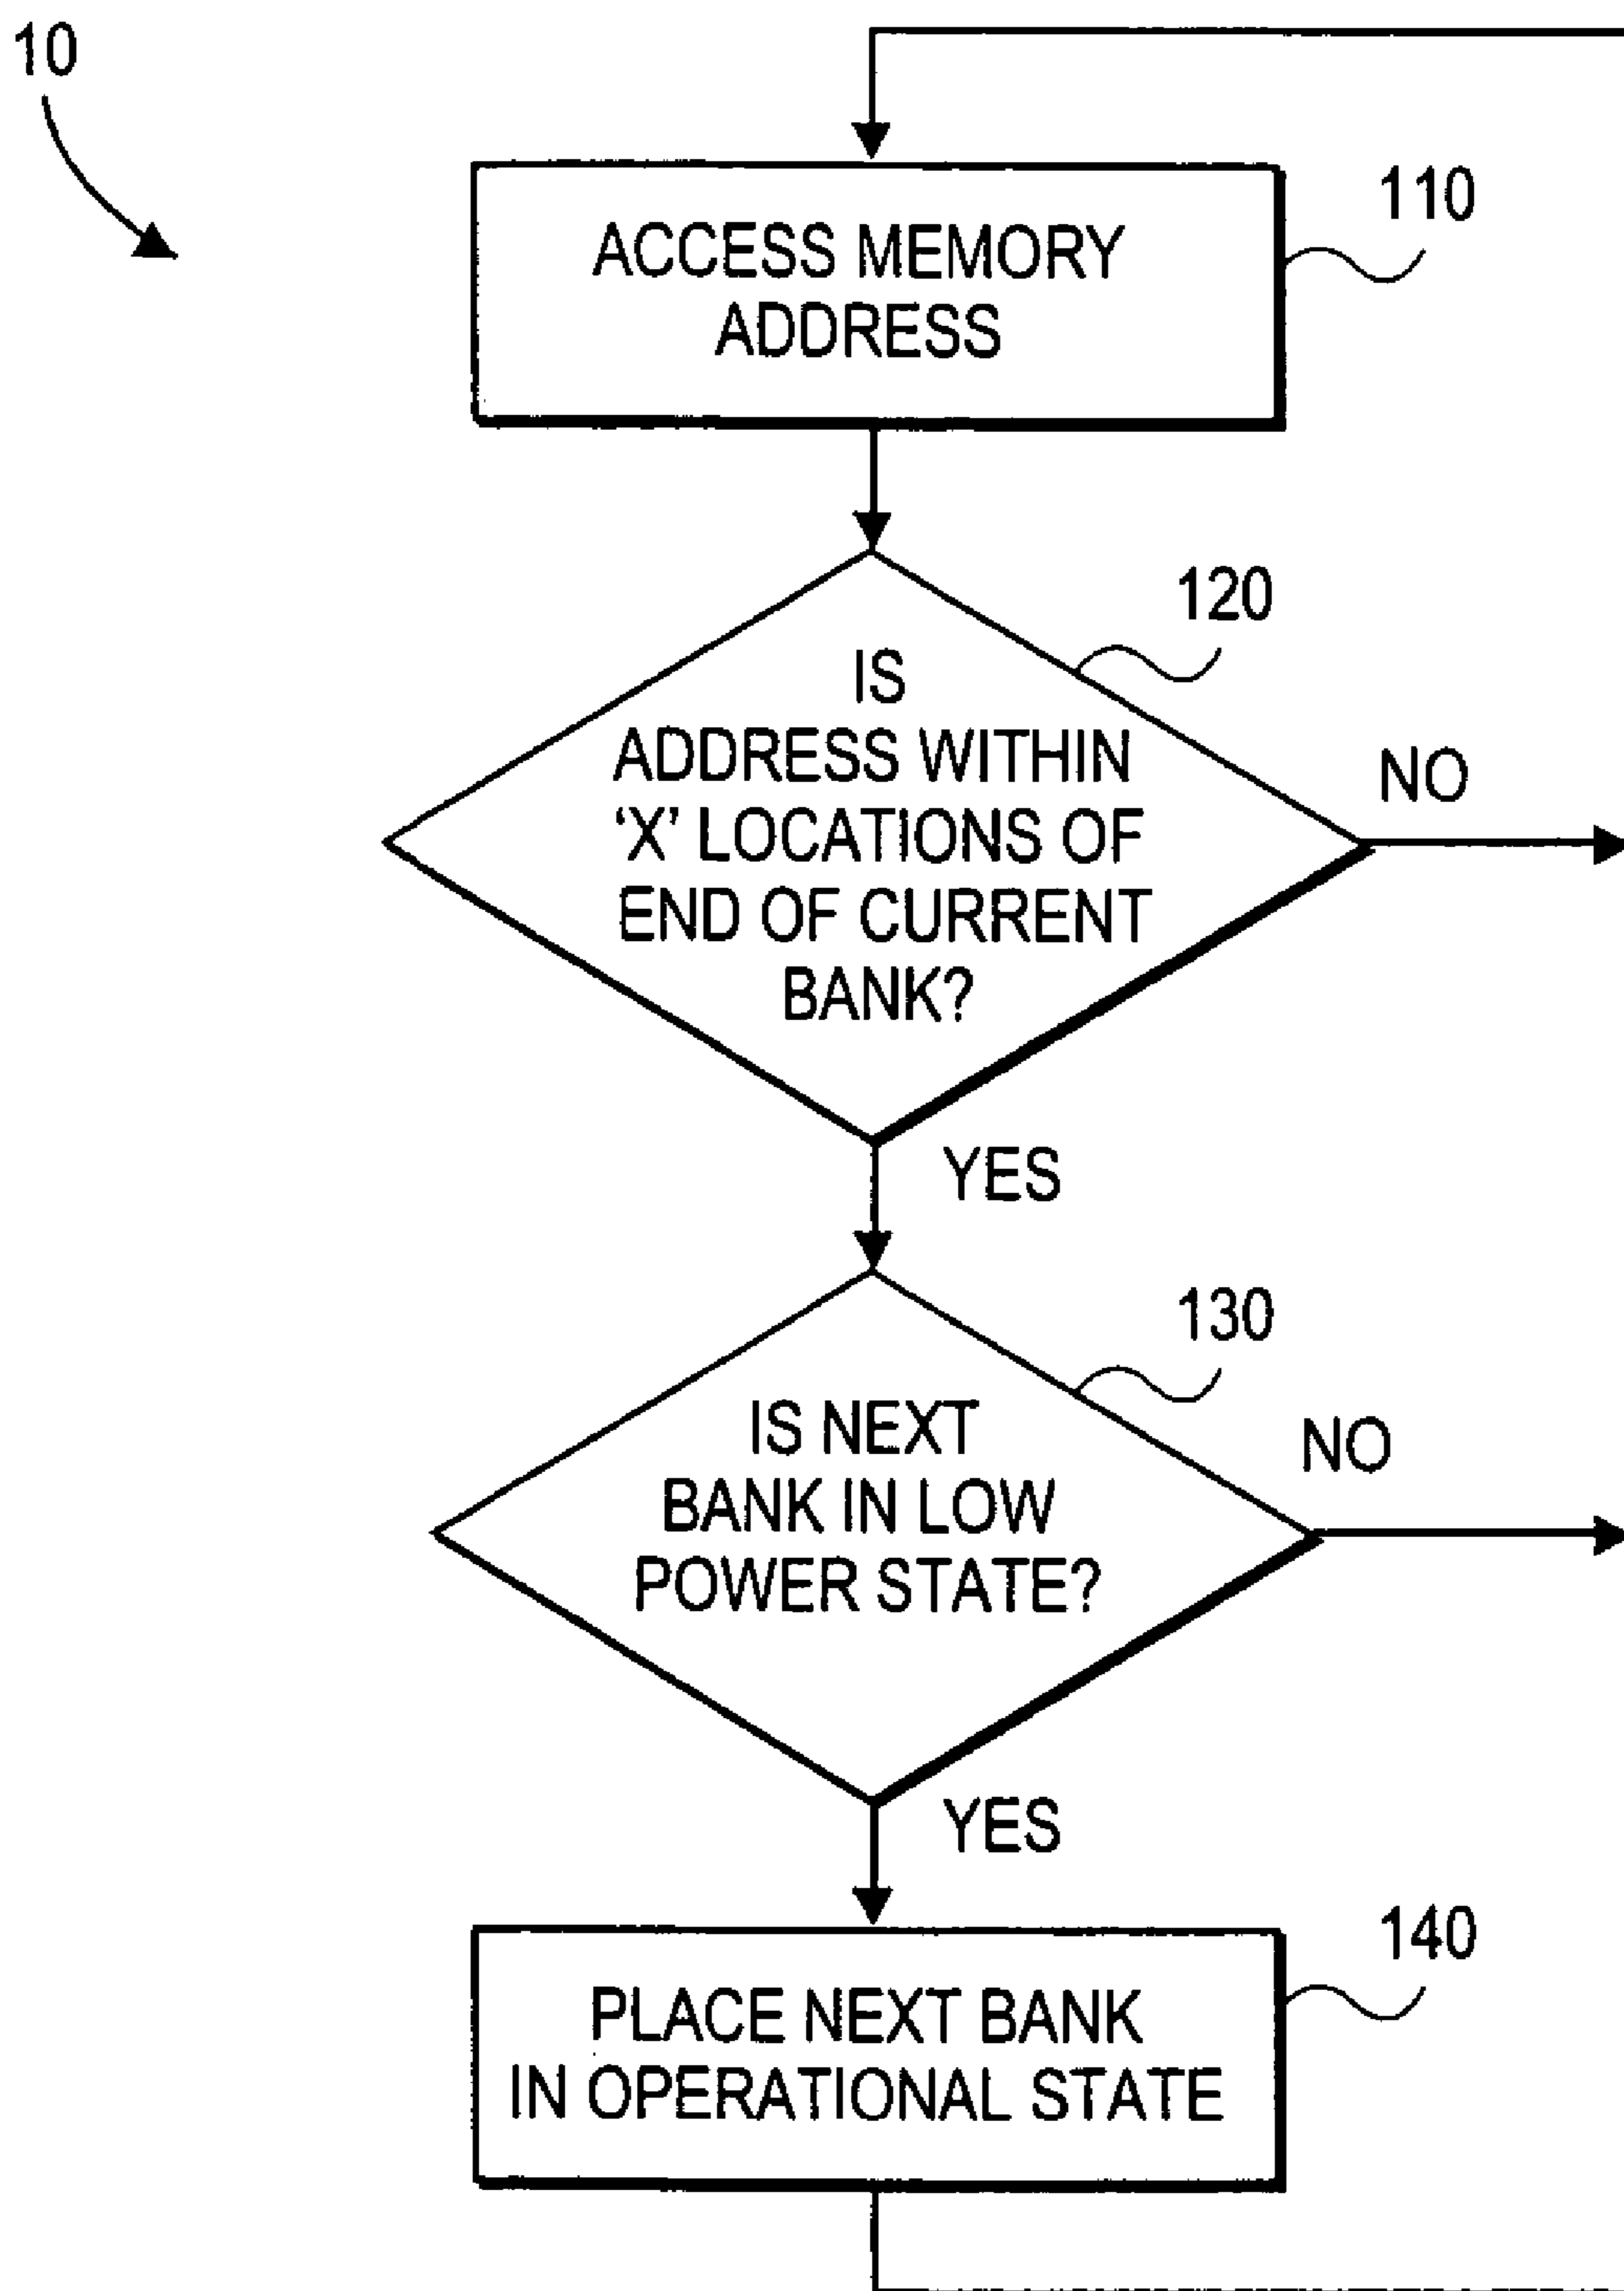 10
ACCESS MEMORY
ADDRESS
110
120
IS
ADDRESS WITHIN
‘X’ LOCATIONS OF
END OF CURRENT
BANK?
NO
YES
130
IS NEXT
BANK IN LOW
POWER STATE?
NO
YES
140
PLACE NEXT BANK
IN OPERATIONAL STATE